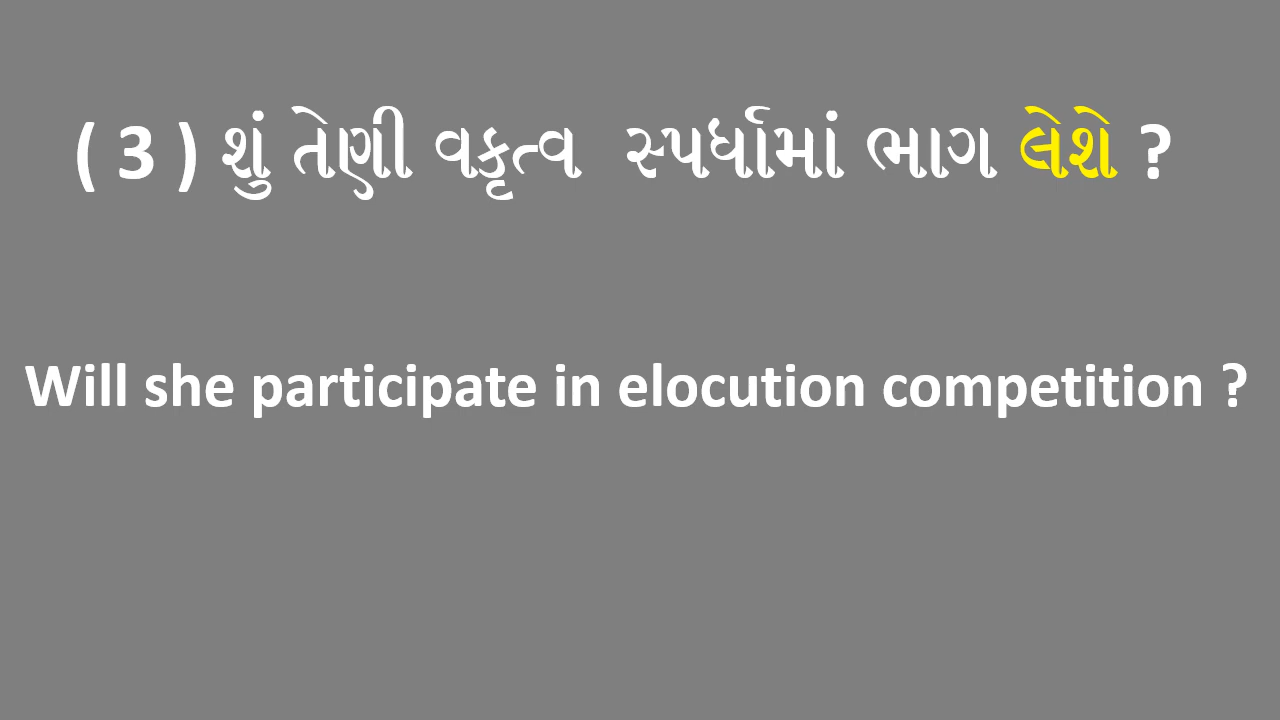 ( 3 ) શું તેણી વકૃત્વ સ્પર્ધામાં ભાગ લેશે ?
Will she participate in elocution competition ?